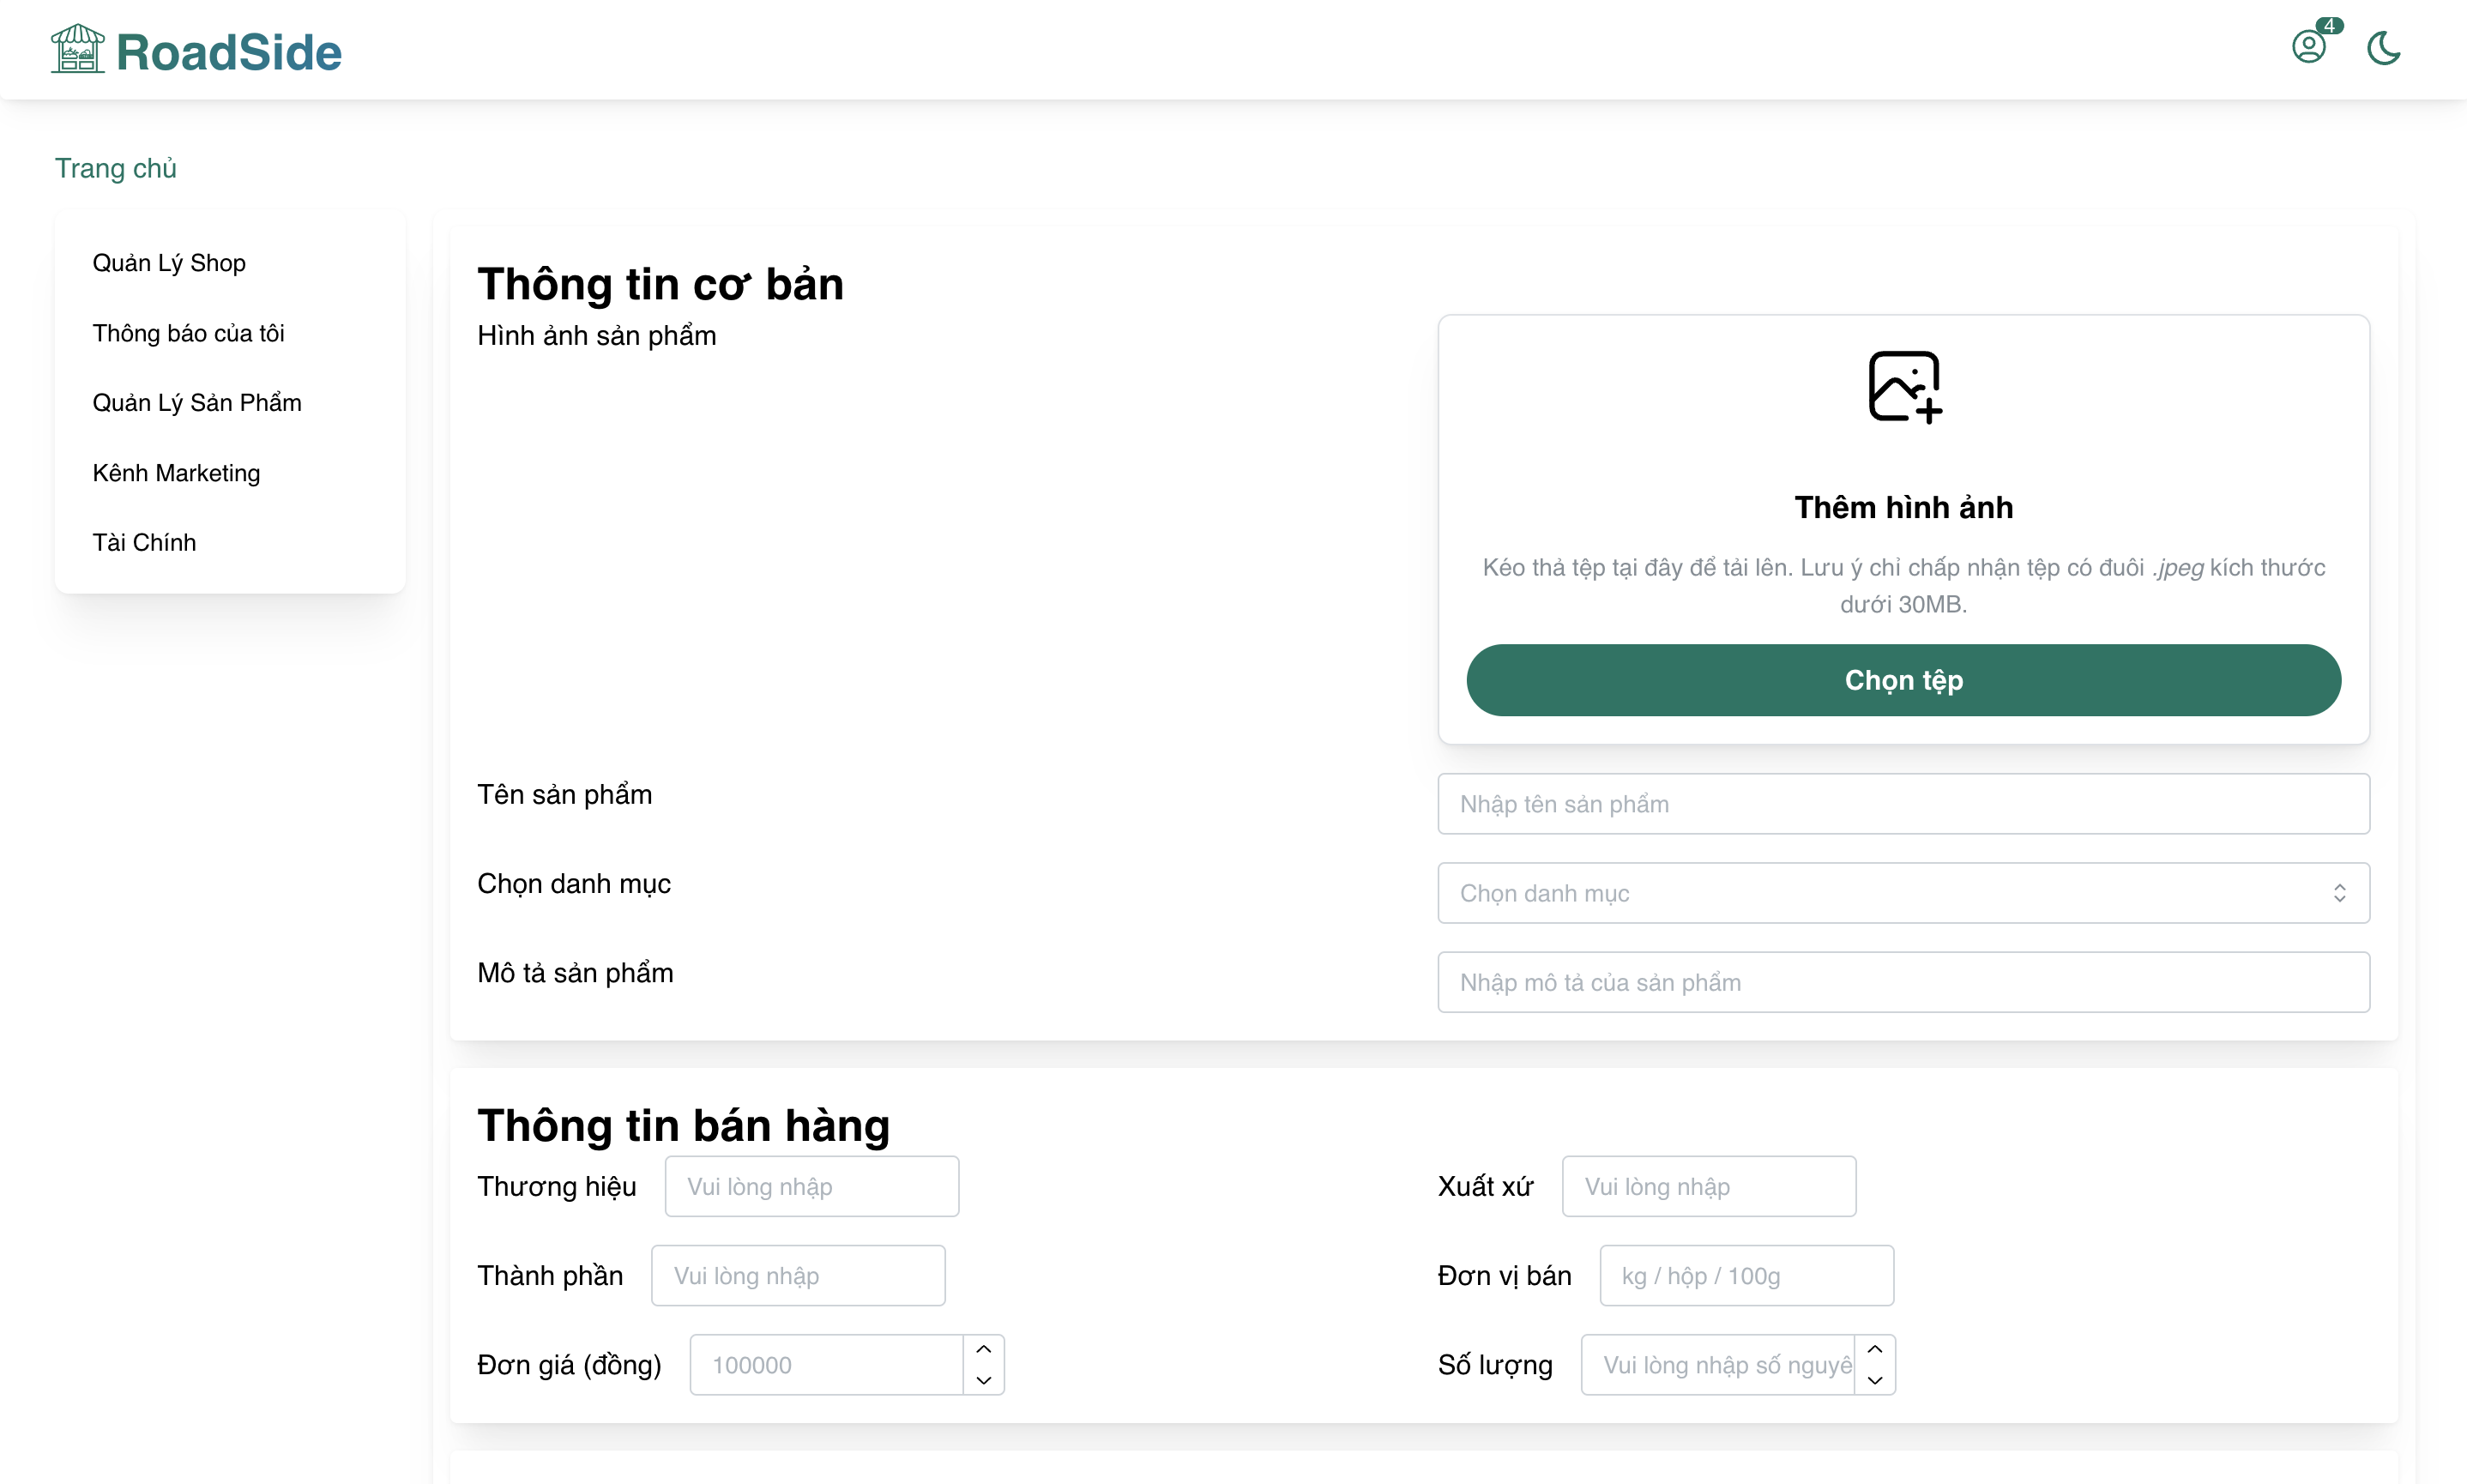 RoadSide
4
Trang chủ
Quản Lý Shop
Thông báo của tôi
Quản Lý Sản Phẩm
Kênh Marketing
Tài Chính
Thông tin cơ bản
Hình ảnh sản phẩm
Thêm hình ảnh
Kéo thả tệp tại đây để tải lên. Lưu ý chỉ chấp nhận tệp có đuôi .jpeg kích thước
dưới 30MB.
Chọn tệp
Tên sản phẩm
Nhập tên sản phẩm
Chọn danh mục
Chọn danh mục
Mô tả sản phẩm
Nhập mô tả của sản phẩm
Thông tin bán hàng
Thương hiệu
Vui lòng nhập
Xuất xứ
Vui lòng nhập
Thành phần
Vui lòng nhập
Đơn vị bán
kg / hộp / 100g
Đơn giá (đồng)
100000
Số lượng
Vui lòng nhập số nguyê